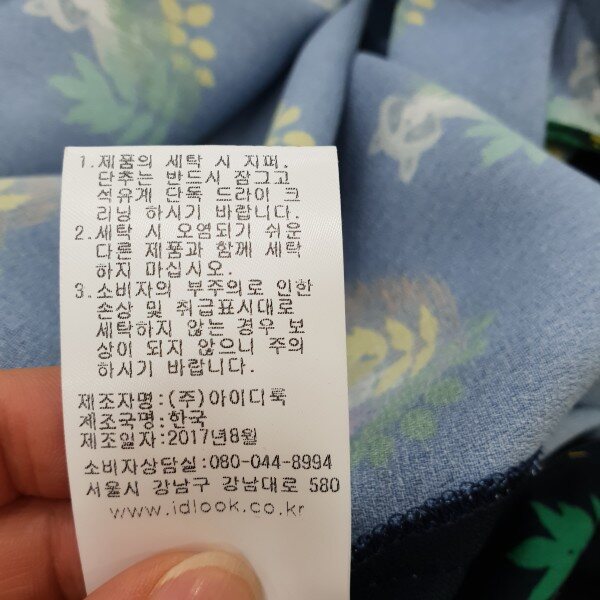 1.제품의 세탁 시 지퍼,
단추는 반드시 잠그고
석유계 단독 드라이 크
리닝 하시기 바랍니다.
2.세탁 시 오염되기 쉬운
다른 제품과 함께 세탁
하지 마십시오.
3.소비자의 부주의로 인한
손상 및 취급표시대로
세탁하지 않는 경우 보
상이 되지 않으니 주의
하시기 바랍니다.
제조자명:(주)아이디룩
제조국명:한국
제조일자:2017년8월
소비자상담실:080-044-8994
서울시 강남구 강남대로 580
www.idlook.co.kr